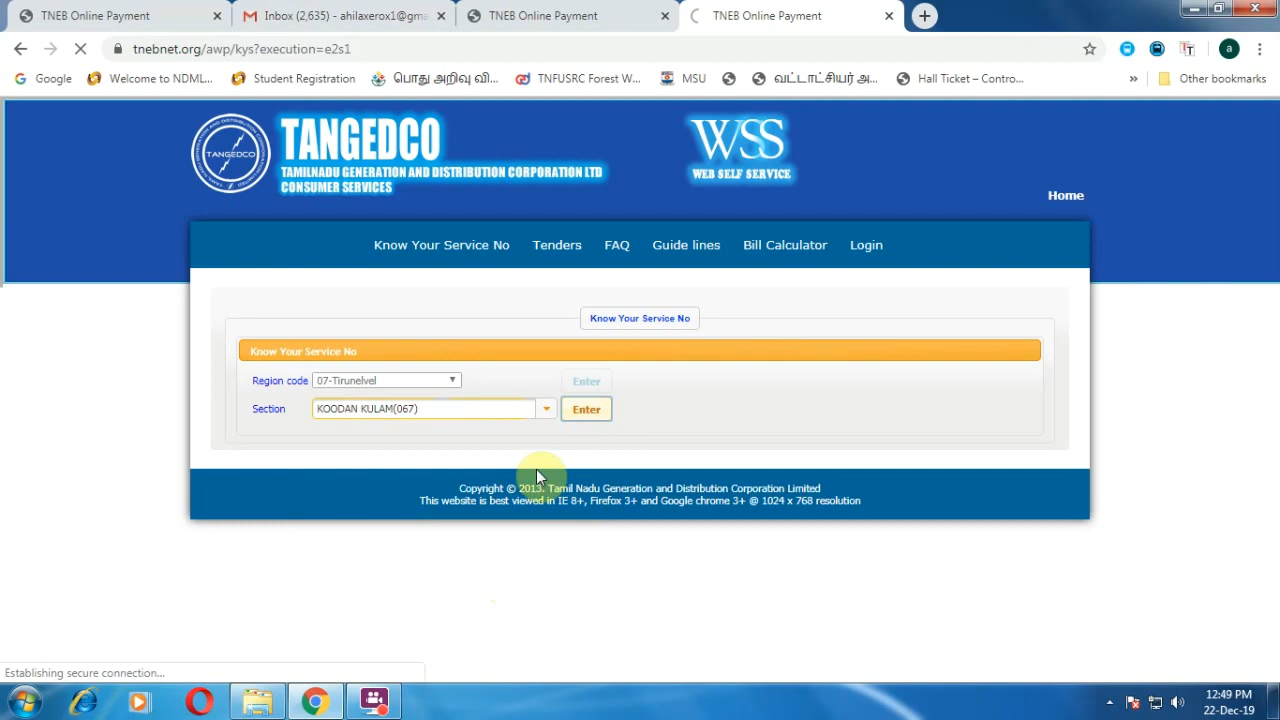 TNEB Online Payment
Inbox (2,635) - ahilaxerox1@gma
TNEB Online Payment
TNEB Online Payment
tnebnet.org/awp/kys?execution=e2s1
a
Google
Welcome to NDML...
Student Registration
பொது அறிவு வி...
TNFUSRC Forest W...
MSU
வட்டாட்சியர் அ...
Hall Ticket – Contro...
»
Other bookmarks
TANGEDCO
TANGEDCO
TAMILNADU GENERATION AND DISTRIBUTION CORPORATION LTD
CONSUMER SERVICES
WSS
WEB SELF SERVICE
Home
Know Your Service No
Tenders
FAQ
Guide lines
Bill Calculator
Login
Know Your Service No
Know Your Service No
Region code
07-Tirunelvel
Enter
Section
KOODAN KULAM(067)
Enter
Copyright © 2013. Tamil Nadu Generation and Distribution Corporation Limited
This website is best viewed in IE 8+, Firefox 3+ and Google chrome 3+ @ 1024 x 768 resolution
Establishing secure connection...
12:49 PM
22-Dec-19